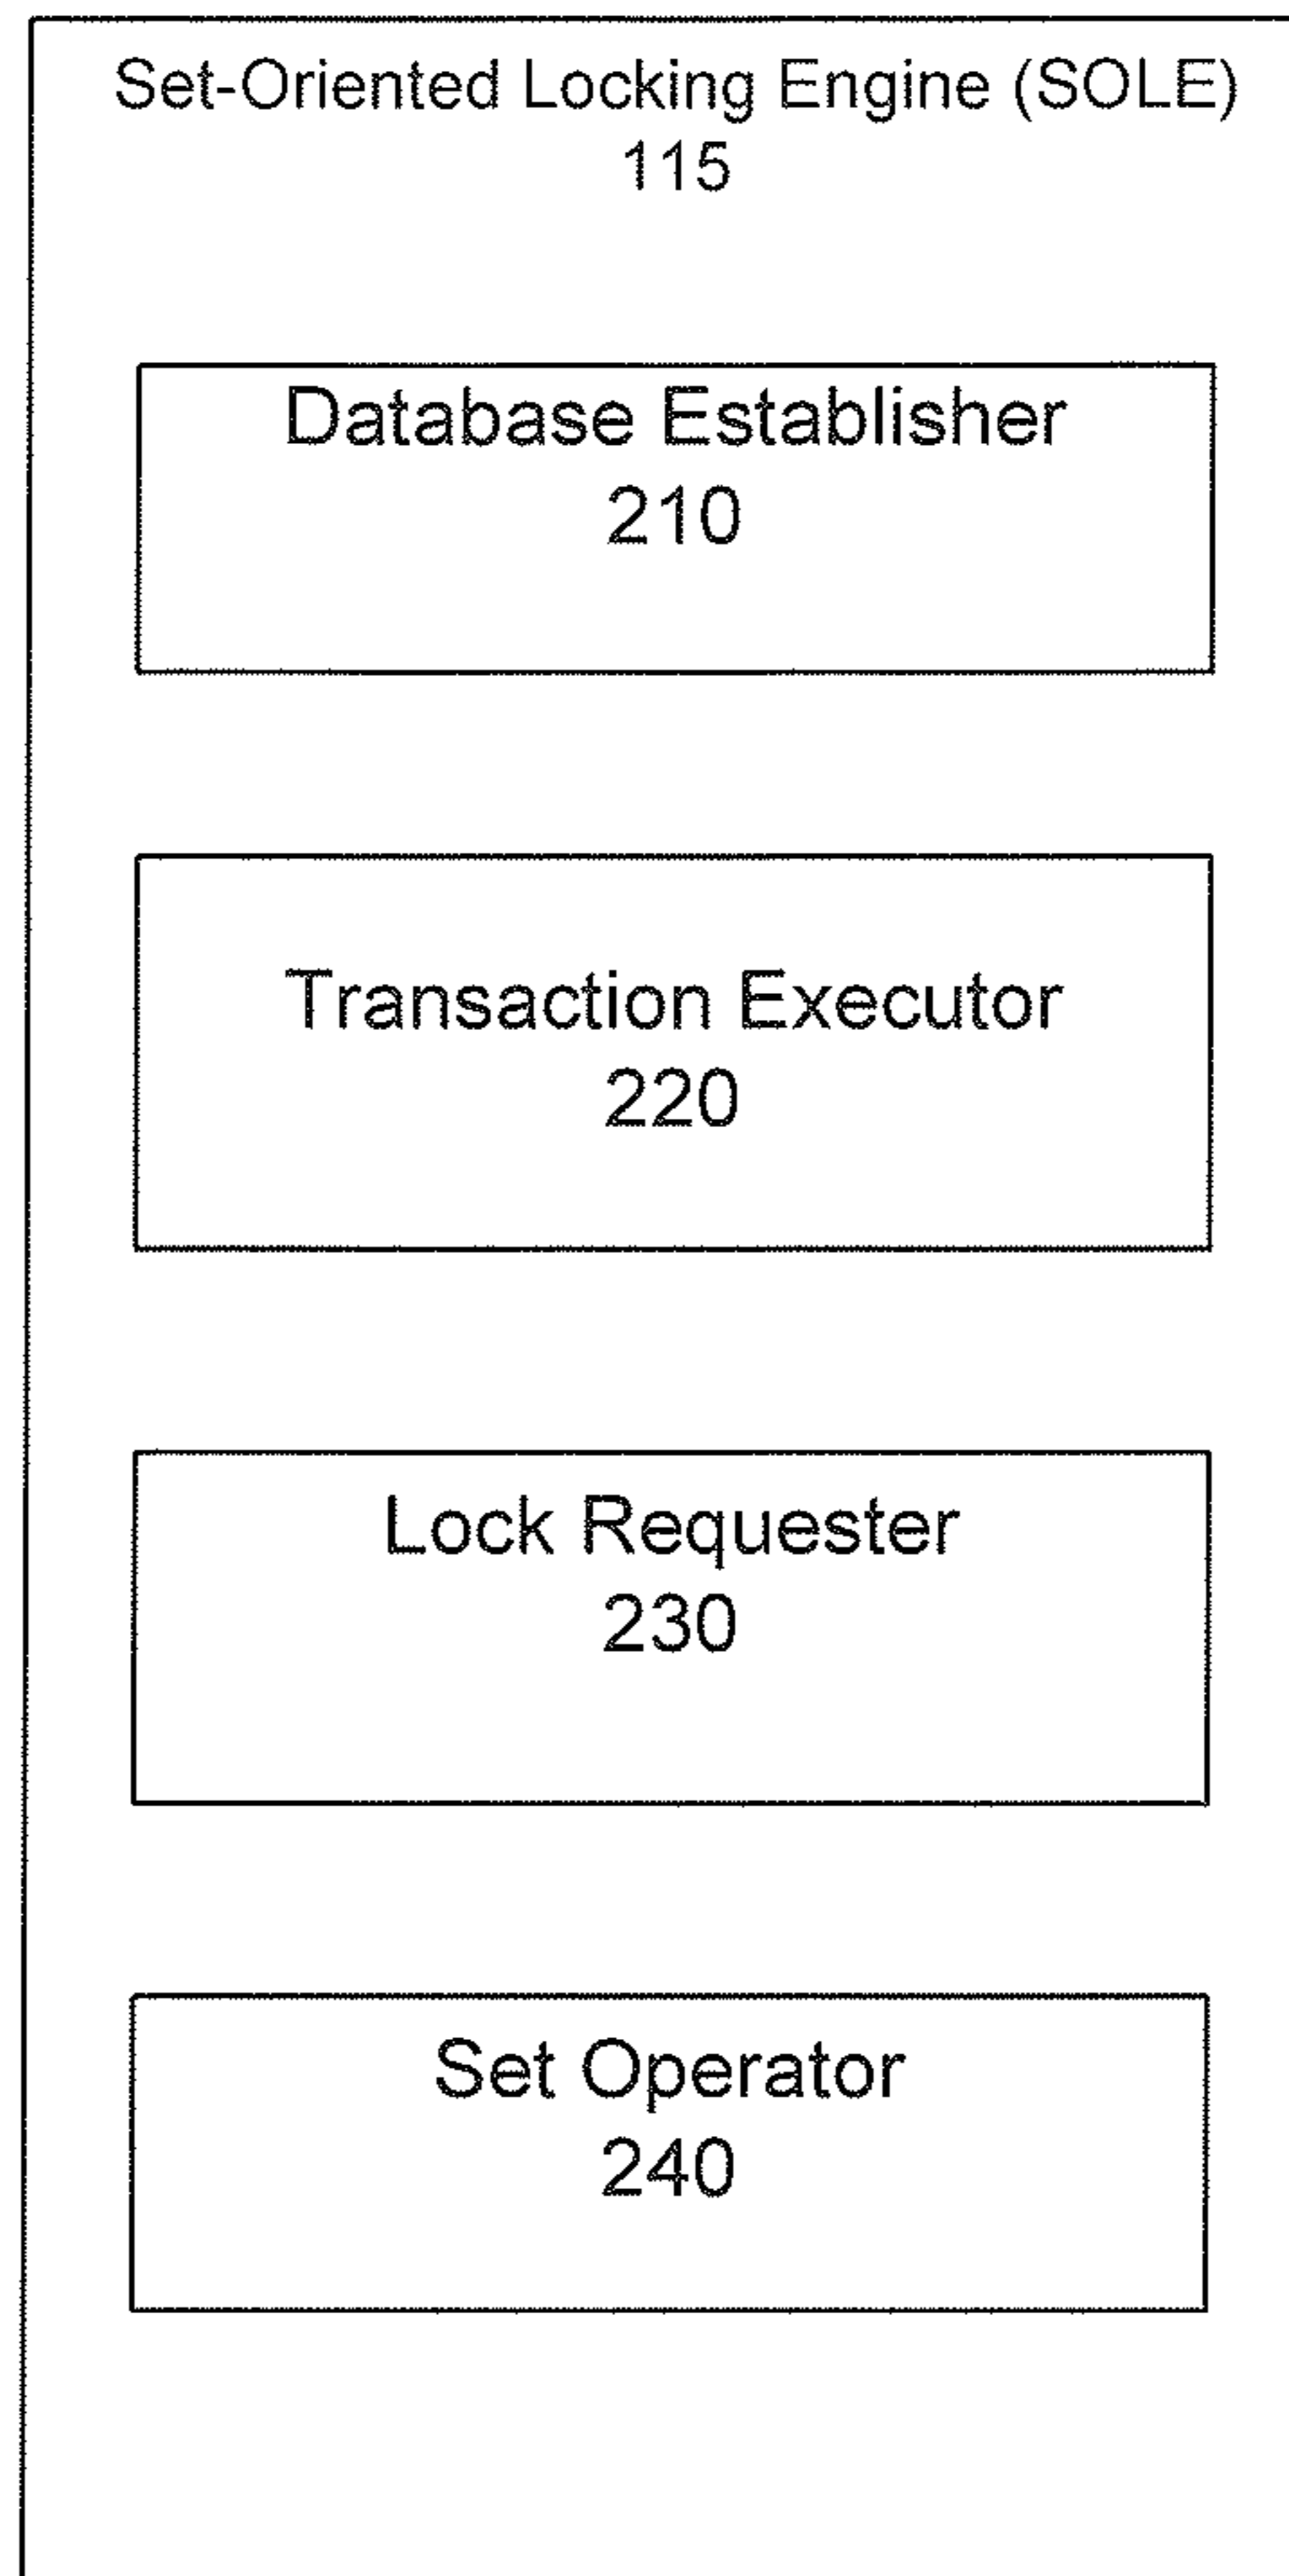 Set-Oriented Locking Engine (SOLE)
115
Database Establisher
210
Transaction Executor
220
Lock Requester
230
Set Operator
240